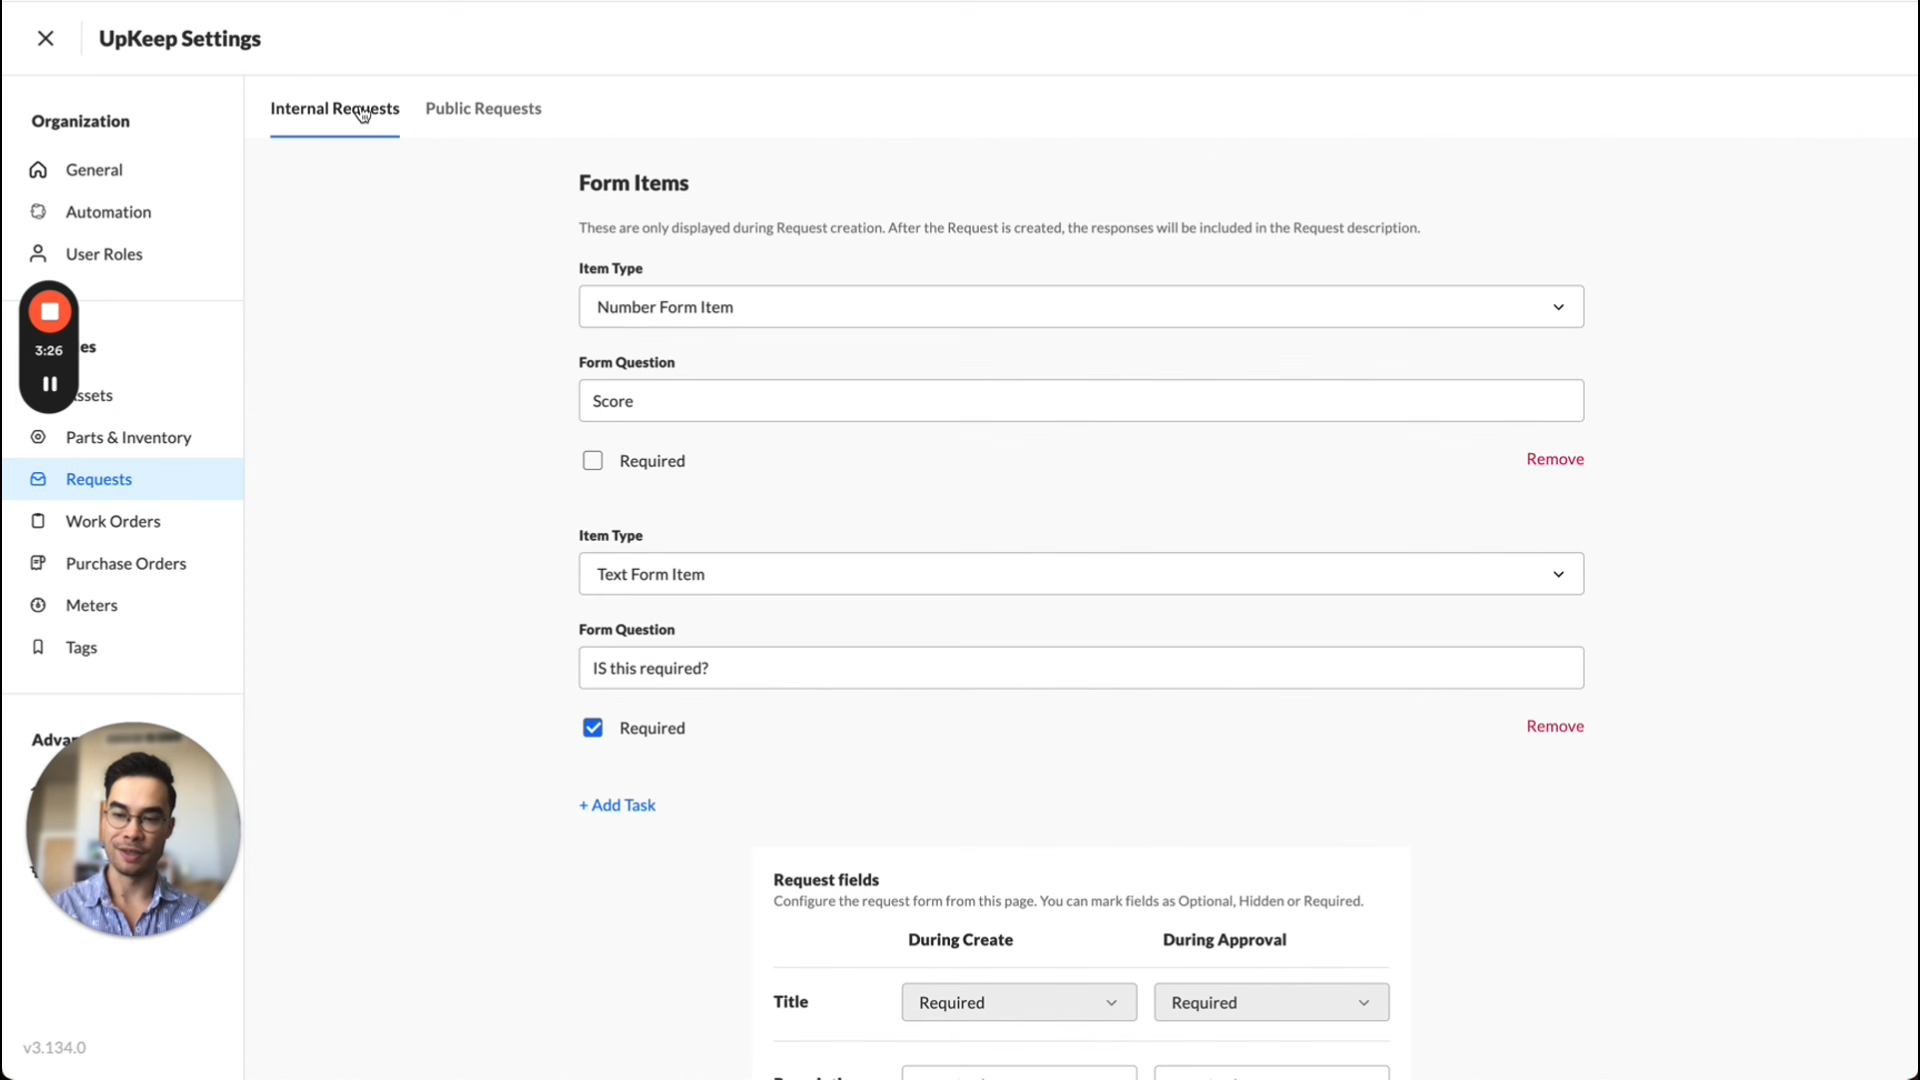 UpKeep Settings
Organization
General
Automation
User Roles
3:26
es
ssets
Parts & Inventory
Requests
Work Orders
Purchase Orders
Meters
Tags
Adva
v3.134.0
Internal Requests
Public Requests
Form Items
These are only displayed during Request creation. After the Request is created, the responses will be included in the Request description.
Item Type
Number Form Item
Form Question
Score
Required
Remove
Item Type
Text Form Item
Form Question
IS this required?
Required
Remove
+ Add Task
Request fields
Configure the request form from this page. You can mark fields as Optional, Hidden or Required.
During Create
During Approval
Title
Required
Required